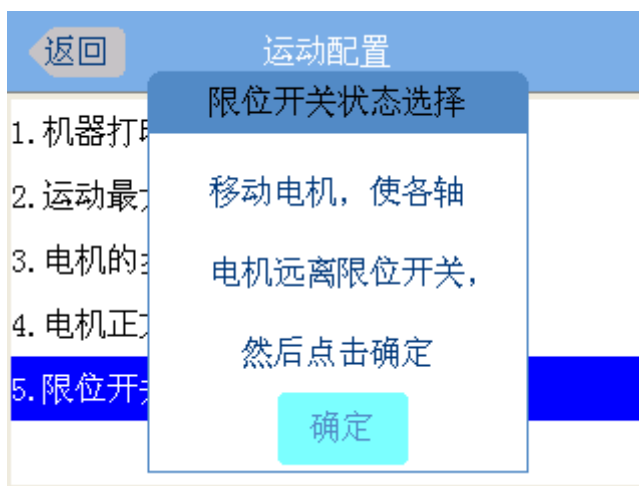 返回
运动配置
限位开关状态选择
1.机器打
2.运动最
3.电机的
4.电机正
5.限位开
移动电机，使各轴
电机远离限位开关，
然后点击确定
确定